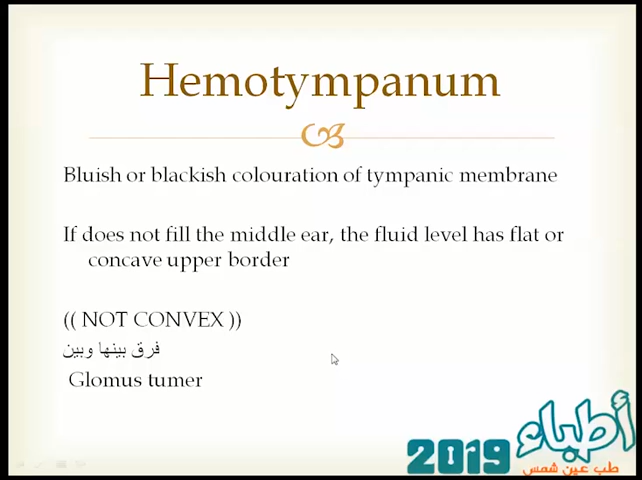 Hemotympanum
Bluish or blackish colouration of tympanic membrane
If does not fill the middle ear, the fluid level has flat or
concave upper border
(( NOT CONVEX ))
فرق بينها وبين
Glomus tumer
أطباء
2019
طب عين شمس